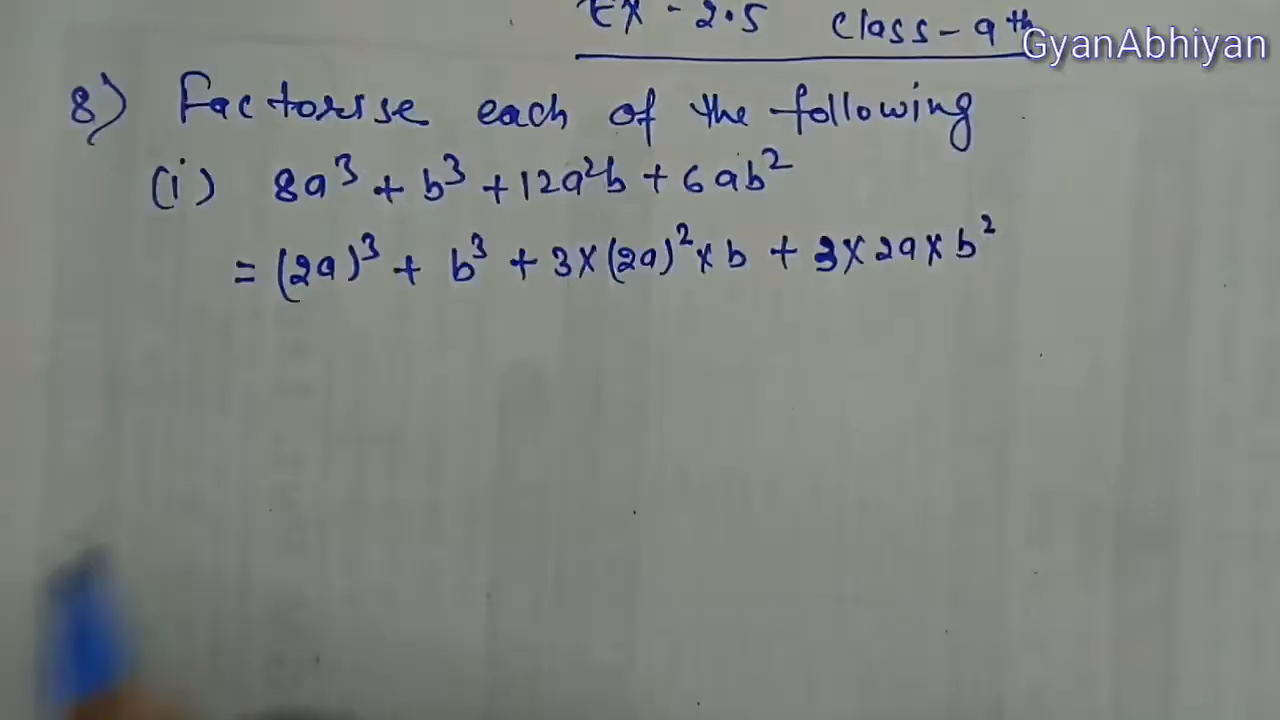 Ex - 2.5 Class - 9th
GyanAbhiyan
8) Factorise each of the following
(i) 8a³ + b³ + 12a²b + 6ab²
= (2a)³ + b³ + 3×(2a)²×b + 3×2a×b²